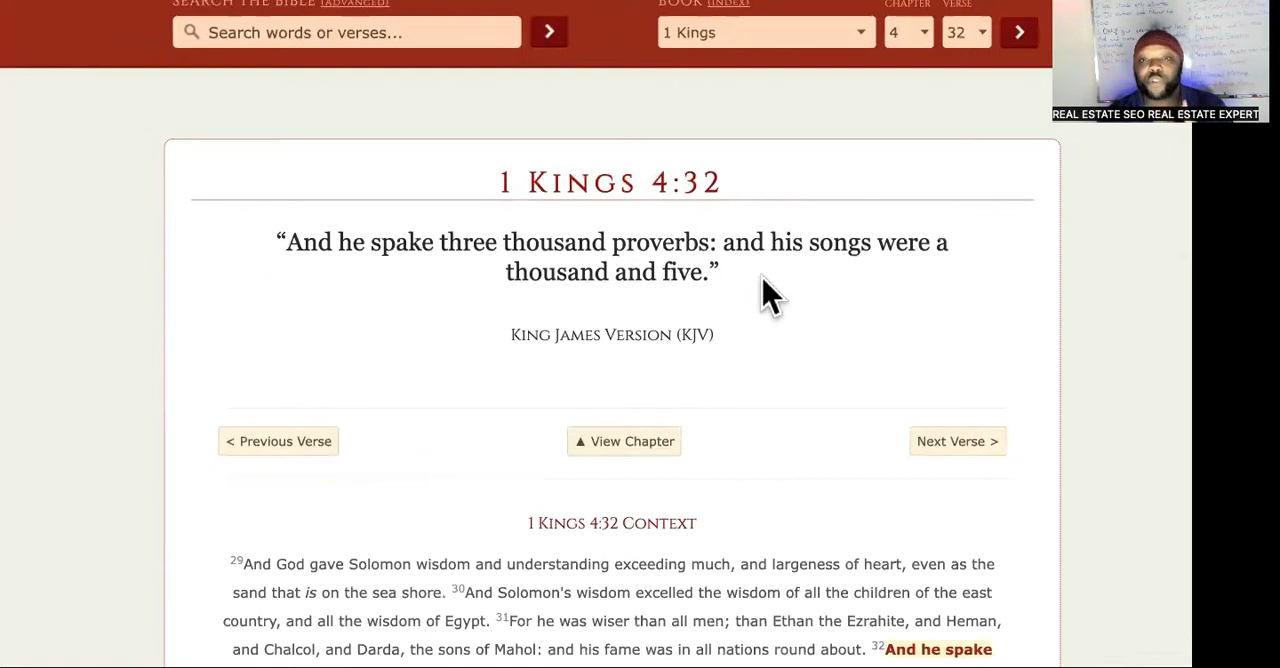 SEARCH THE BIBLE (ADVANCED)
BOOK (INDEX)
CHAPTER VERSE
Search words or verses...
1 Kings
4
32
REAL ESTATE SEO REAL ESTATE EXPERT
1 Kings 4:32
“And he spake three thousand proverbs: and his songs were a
thousand and five.”
King James Version (KJV)
< Previous Verse
▲ View Chapter
Next Verse >
1 Kings 4:32 Context
29And God gave Solomon wisdom and understanding exceeding much, and largeness of heart, even as the
sand that is on the sea shore. 30And Solomon's wisdom excelled the wisdom of all the children of the east
country, and all the wisdom of Egypt. 31For he was wiser than all men; than Ethan the Ezrahite, and Heman,
and Chalcol, and Darda, the sons of Mahol: and his fame was in all nations round about. 32And he spake